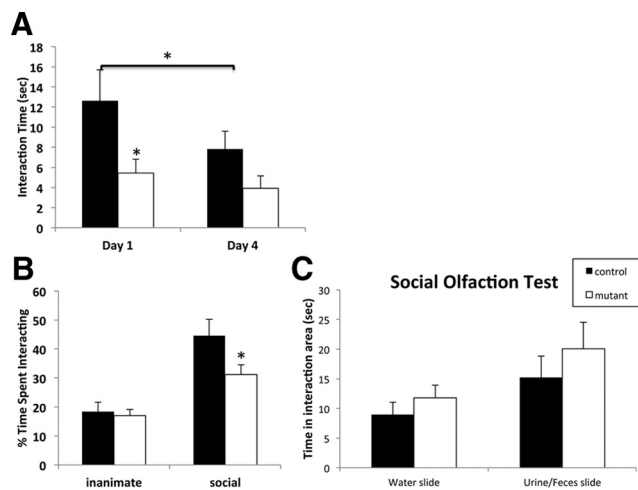 A
*
Interaction Time (sec)
18
16
14
12
10
8
6
4
2
0
*
Day 1
Day 4
B
% Time Spent Interacting
60
50
40
30
20
10
0
*
inanimate
social
C
Social Olfaction Test
control
mutant
Time in interaction area (sec)
30
25
20
15
10
5
0
Water slide
Urine/Feces slide